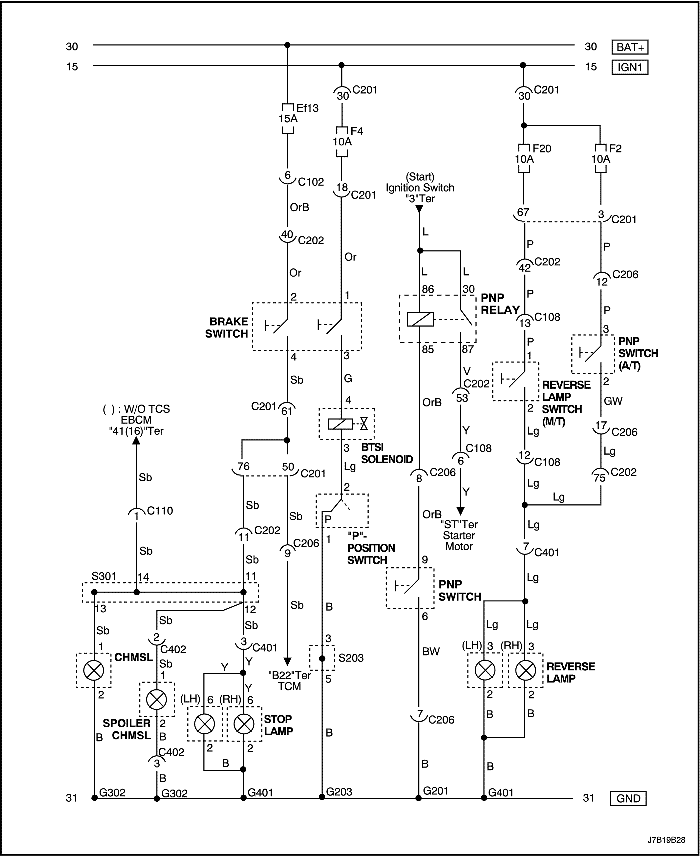 30 30 BAT+
15 15 IGN1
C201 C201
30 30
Ef13
15A
F4
10A
F20
10A
F2
10A
6 C102
18 C201
(Start)
Ignition Switch
"3"Ter
OrB
67 3 C201
40 C202
L
P P
L L
C202
42
C206
12
Or Or
86 30
PNP
RELAY
P P
2 1
C108
13
BRAKE
SWITCH
3
PNP
SWITCH
(A/T)
P
85 87
1
4 3
2
REVERSE
LAMP
SWITCH
(M/T)
Sb G
V
C202
53
GW
2
4
OrB
C201 61
( ) : W/O TCS
EBCM
"41(16)"Ter
BTSI
SOLENOID
Y
Lg
17 C206
3
C108
6
12 C108
Lg
76 50 C201
Lg
C206
8
75 C202
Sb
2
Y
Lg Lg
Sb Sb
P
OrB
"ST"Ter
Starter
Motor
Lg
1 C110
C202
11
"P"-
POSITION
SWITCH
1
C206
9
7 C401
Sb Sb
9
S301 14 11
PNP
SWITCH
Lg
13 12
Sb B
6
Sb
2 C402
3 C401
3
S203
5
BW
Lg Lg
1 CHMSL
Sb
Y Y
"B22"Ter
TCM
(LH) 3 (RH) 3
REVERSE
LAMP
2
1
(LH) 6 (RH) 6
2 2
SPOILER
CHMSL
2
STOP
LAMP
B B
7 C206
B B
2 2
B
C402
3
B
B B B
B
31 G302 G302 G401 G203 G201 G401 31 GND
J7B19B28